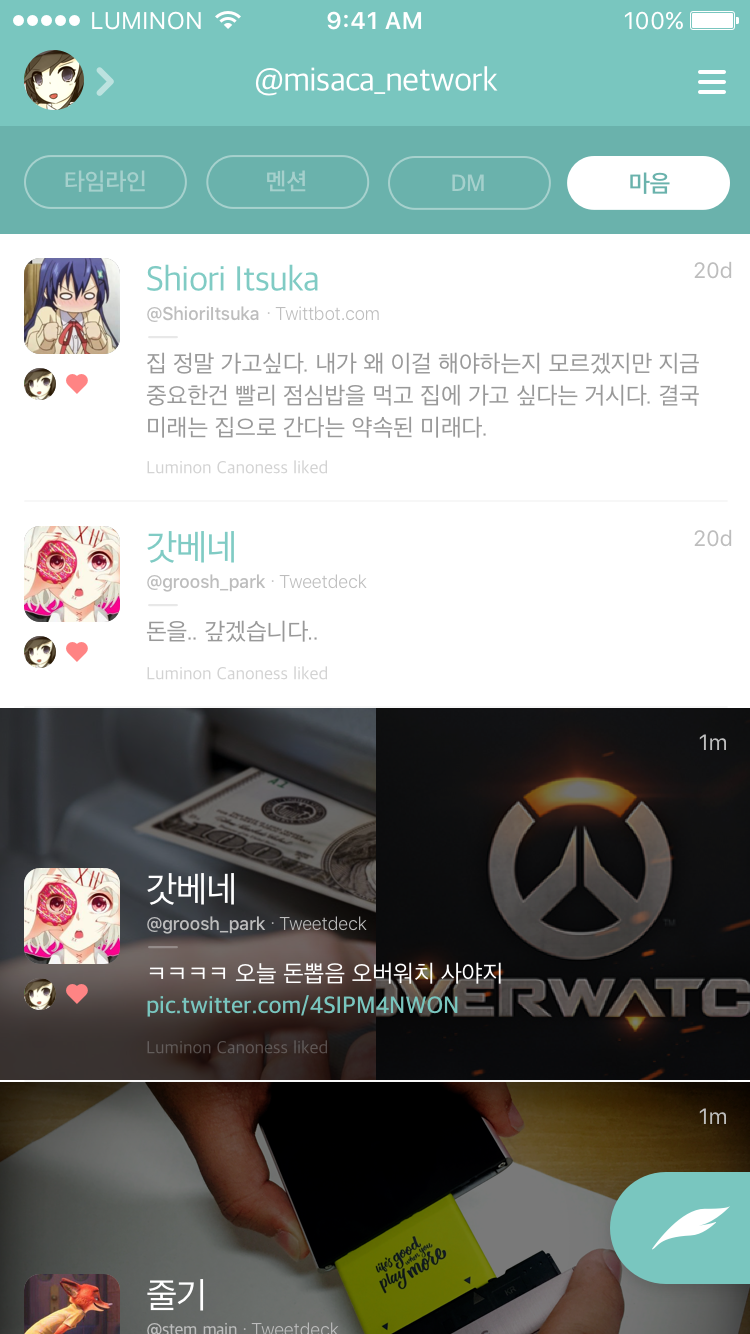 LUMINON 9:41 AM 100%
@misaca_network
타임라인 멘션 DM 마음
Shiori Itsuka 20d
@ShioriItsuka · Twittbot.com
집 정말 가고싶다. 내가 왜 이걸 해야하는지 모르겠지만 지금
중요한건 빨리 점심밥을 먹고 집에 가고 싶다는 거시다. 결국
미래는 집으로 간다는 약속된 미래다.
Luminon Canoness liked
갓베네 20d
@groosh_park · Tweetdeck
돈을.. 갚겠습니다..
Luminon Canoness liked
1m
100
갓베네
@groosh_park · Tweetdeck
ㅋㅋㅋㅋ 오늘 돈뽑음 오버위치 사야지
pic.twitter.com/4SIPM4NWON
OVERWATC
Luminon Canoness liked
1m
life's good
when you
play more
줄기
@stem_main · Tweetdeck